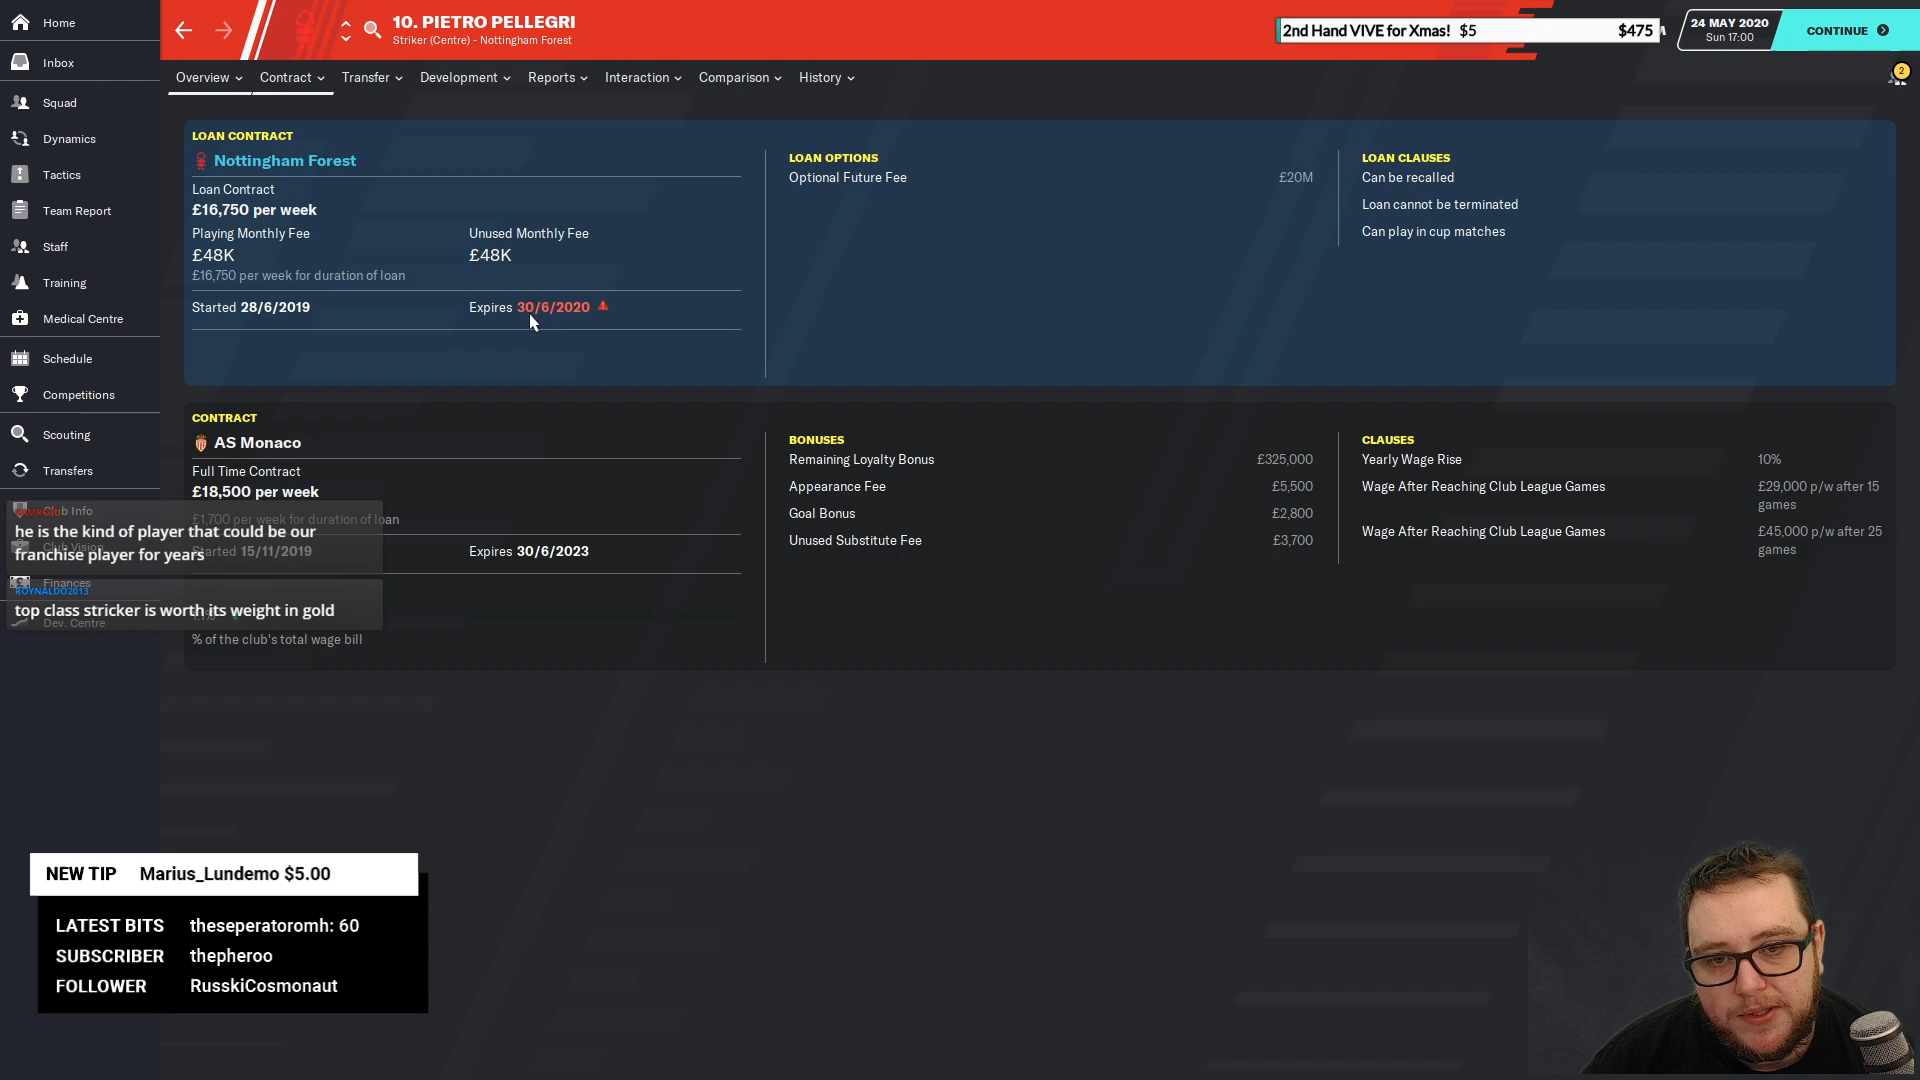 Home
Inbox
Squad
Dynamics
Tactics
Team Report
Staff
Training
Medical Centre
Schedule
Competitions
Scouting
Transfers
Club Info
Club Vision
Finances
Dev. Centre
10. PIETRO PELLEGRI
Striker (Centre) - Nottingham Forest
2nd Hand VIVE for Xmas! $5 $475
24 MAY 2020
Sun 17:00
CONTINUE
2
Overview Contract Transfer Development Reports Interaction Comparison History
LOAN CONTRACT
Nottingham Forest
Loan Contract
£16,750 per week
Playing Monthly Fee Unused Monthly Fee
£48K £48K
£16,750 per week for duration of loan
Started 28/6/2019 Expires 30/6/2020
LOAN OPTIONS
Optional Future Fee £20M
LOAN CLAUSES
Can be recalled
Loan cannot be terminated
Can play in cup matches
CONTRACT
AS Monaco
Full Time Contract
£18,500 per week
£1,700 per week for duration of loan
Started 15/11/2019 Expires 30/6/2023
% of the club's total wage bill
BONUSES
Remaining Loyalty Bonus £325,000
Appearance Fee £5,500
Goal Bonus £2,800
Unused Substitute Fee £3,700
CLAUSES
Yearly Wage Rise 10%
Wage After Reaching Club League Games £29,000 p/w after 15
games
Wage After Reaching Club League Games £45,000 p/w after 25
games
he is the kind of player that could be our
franchise player for years
ROYNALDO2013
top class stricker is worth its weight in gold
NEW TIP Marius_Lundemo $5.00
LATEST BITS theseperatoromh: 60
SUBSCRIBER thepheroo
FOLLOWER RusskiCosmonaut